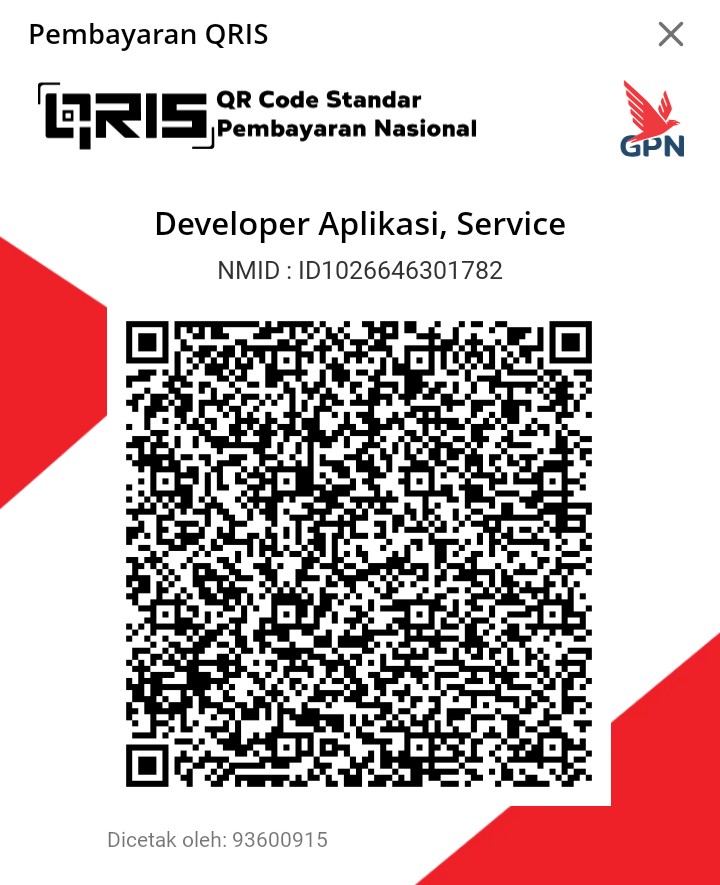 Pembayaran QRIS
QRIS
QR Code Standar
Pembayaran Nasional
GPN
Developer Aplikasi, Service
NMID : ID1026646301782
Dicetak oleh: 93600915